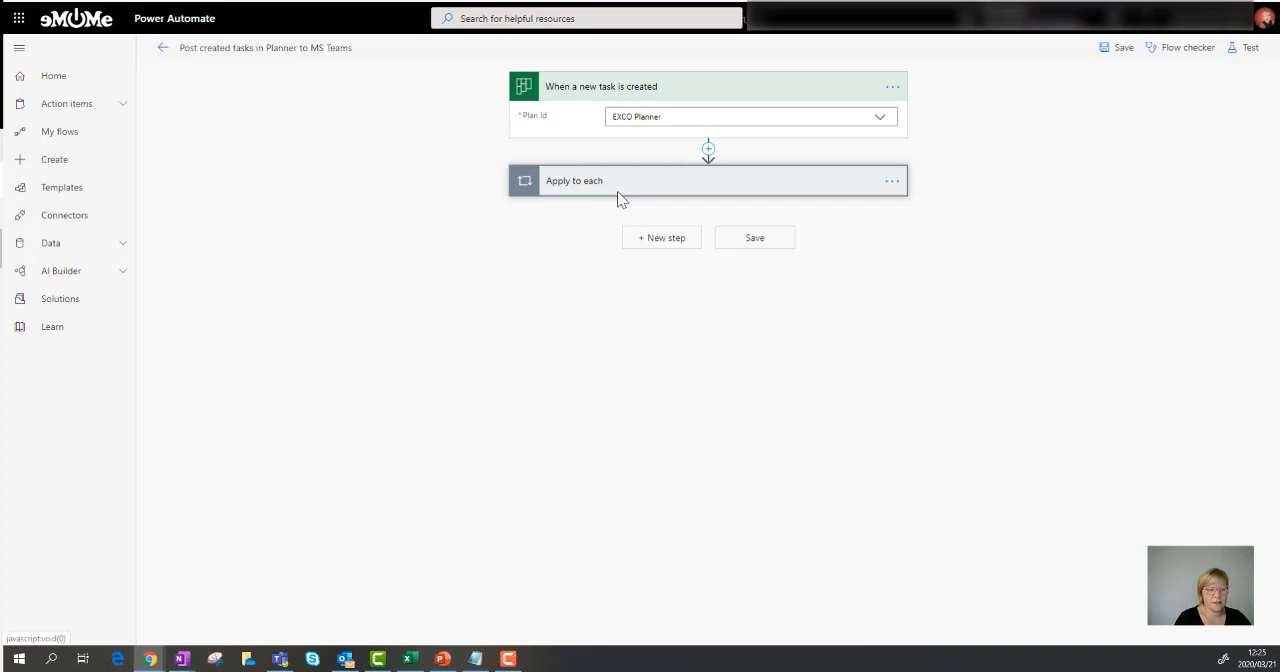 eMOMe
Power Automate
Search for helpful resources
Post created tasks in Planner to MS Teams
Save
Flow checker
Test
Home
Action items
My flows
Create
Templates
Connectors
Data
AI Builder
Solutions
Learn
When a new task is created
*Plan Id
EXCO Planner
Apply to each
+ New step
Save
javascript:void(0)
12:25
2020/03/21